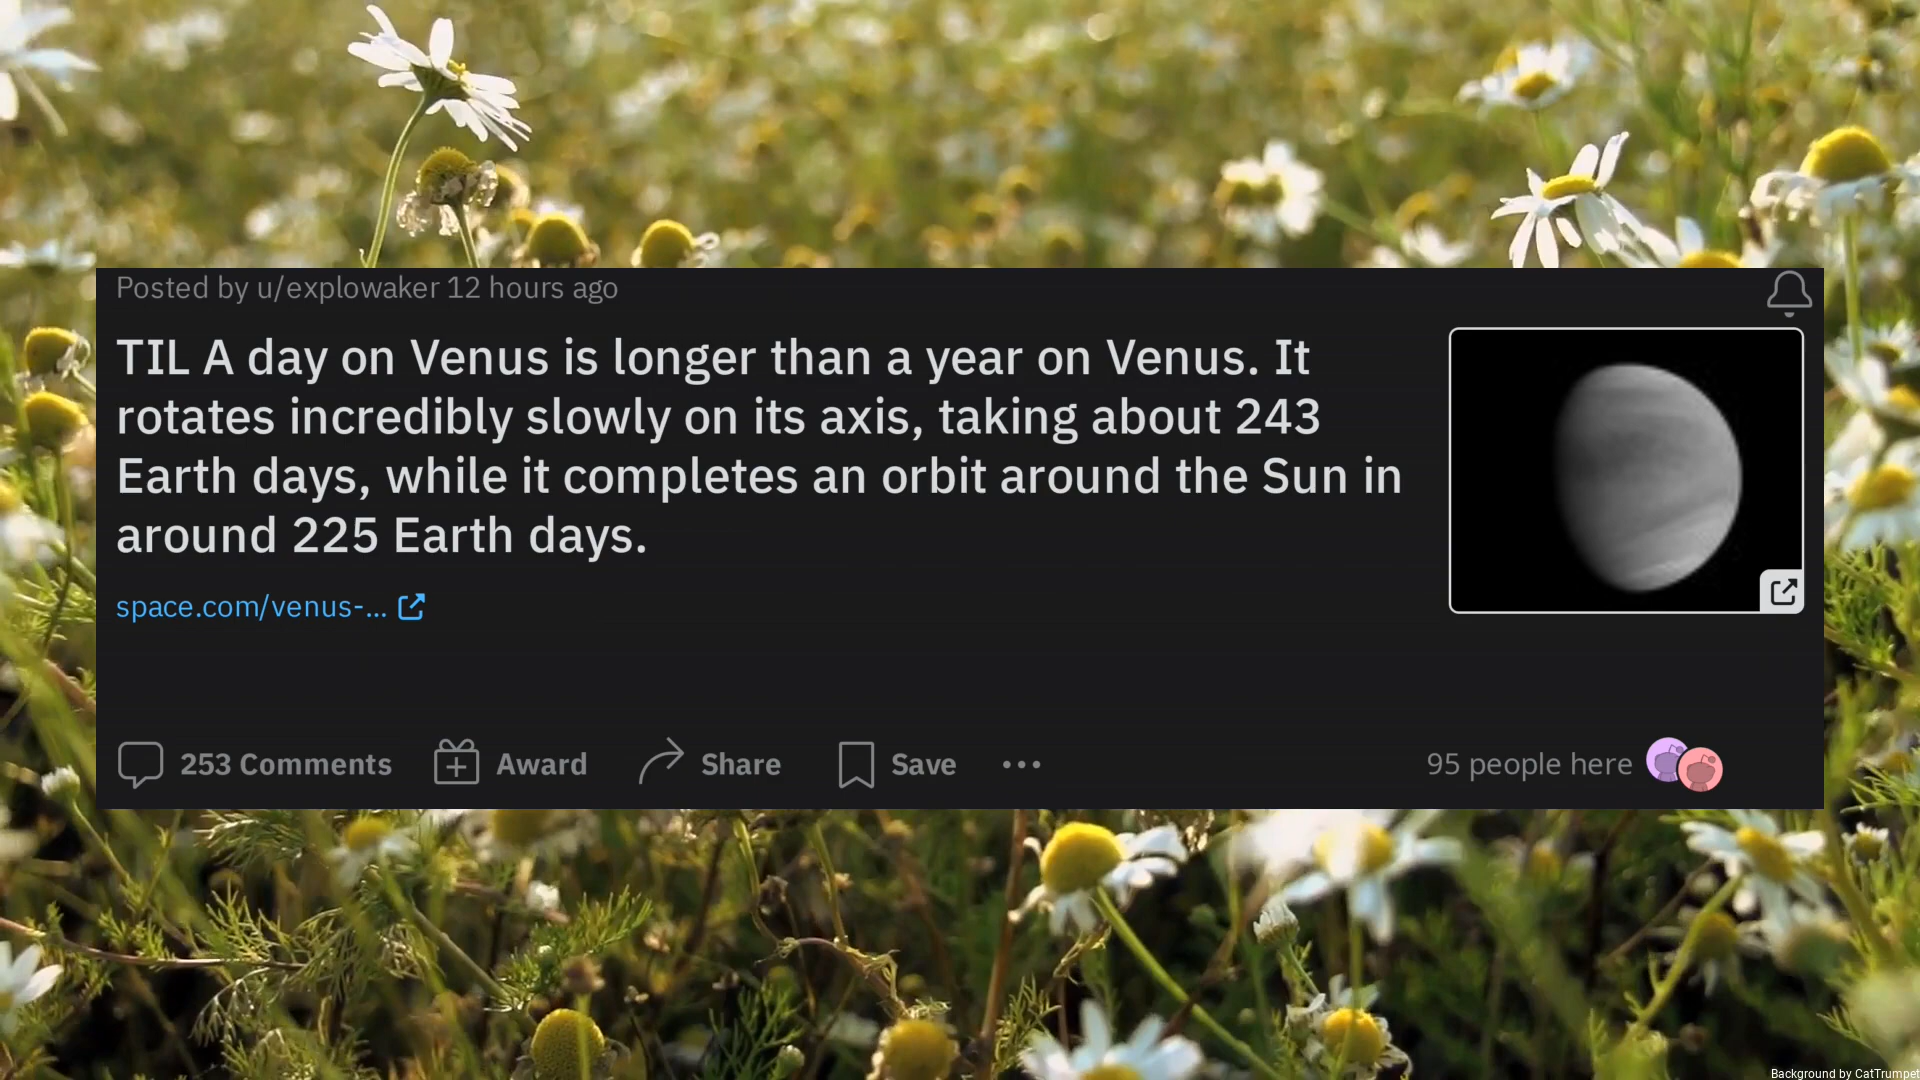 Posted by u/explowaker 12 hours ago
TIL A day on Venus is longer than a year on Venus. It
rotates incredibly slowly on its axis, taking about 243
Earth days, while it completes an orbit around the Sun in
around 225 Earth days.
space.com/venus-...
253 Comments Award Share Save ... 95 people here
Background by CatTrumpet